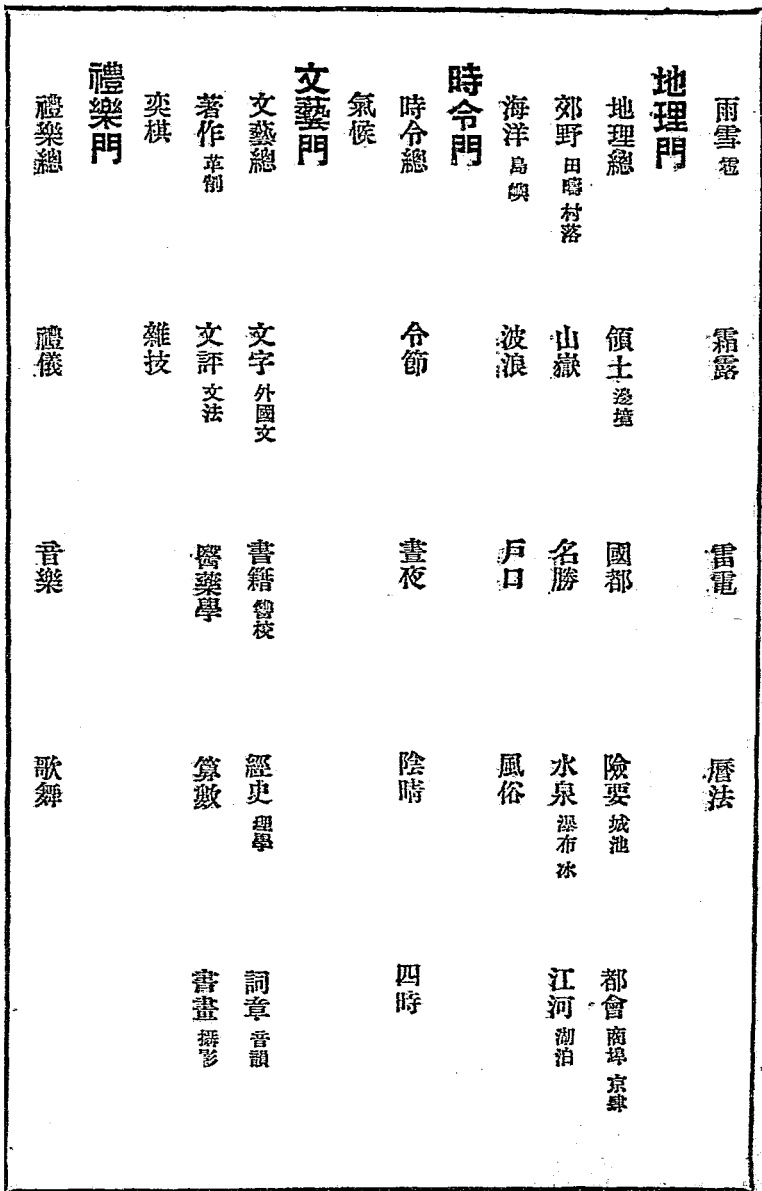 雨雪 雹 霜露 雷電 曆法
地理門
地理總 領土 邊境 國都 險要 城池 都會 商埠 京肆
郊野 田疇 村落 山嶽 名勝 水泉 瀑布 冰 江河 湖泊
海洋 島嶼 波浪 戶口 風俗
時令門
時令總 令節 晝夜 陰晴 四時
氣候
文藝門
文藝總 文字 外國文 書籍 讐校 經史 理學 詞章 音韻
著作 革制 文評 文法 醫藥學 算數 書畫 攝影
奕棋 雜技
禮樂門
禮樂總 禮儀 音樂 歌舞